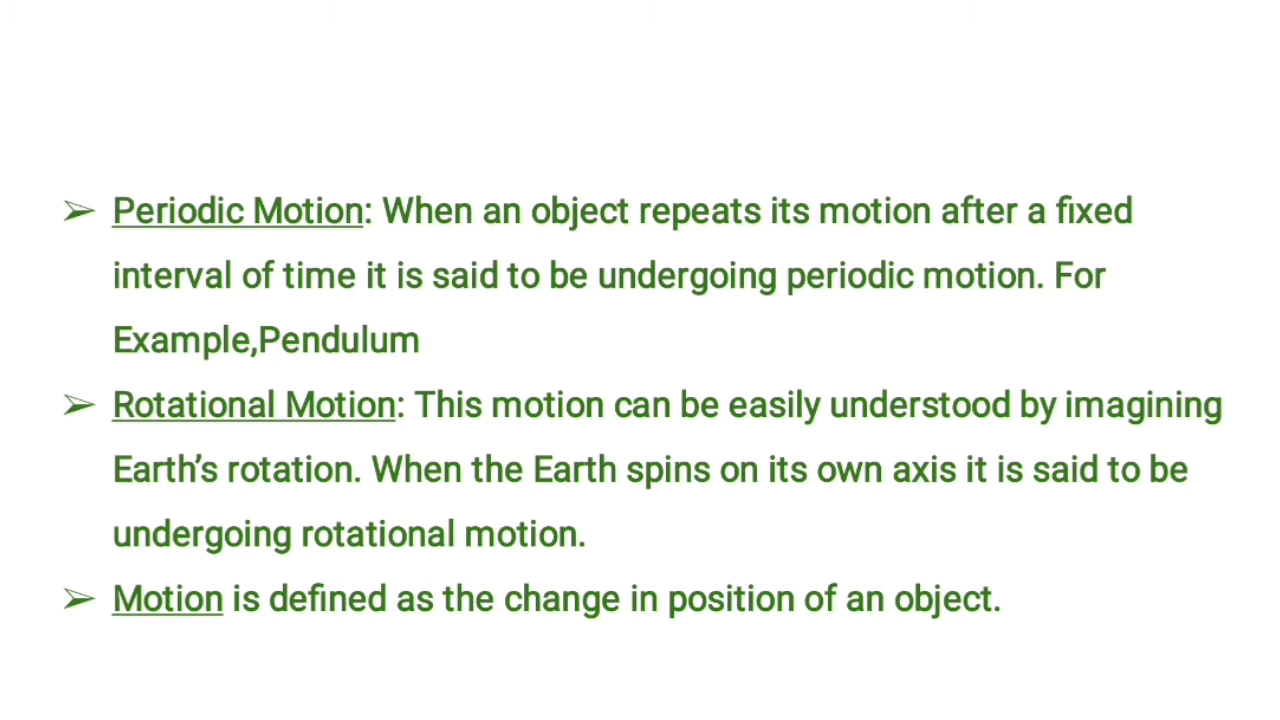 ➢ Periodic Motion: When an object repeats its motion after a fixed
interval of time it is said to be undergoing periodic motion. For
Example,Pendulum
➢ Rotational Motion: This motion can be easily understood by imagining
Earth’s rotation. When the Earth spins on its own axis it is said to be
undergoing rotational motion.
➢ Motion is defined as the change in position of an object.